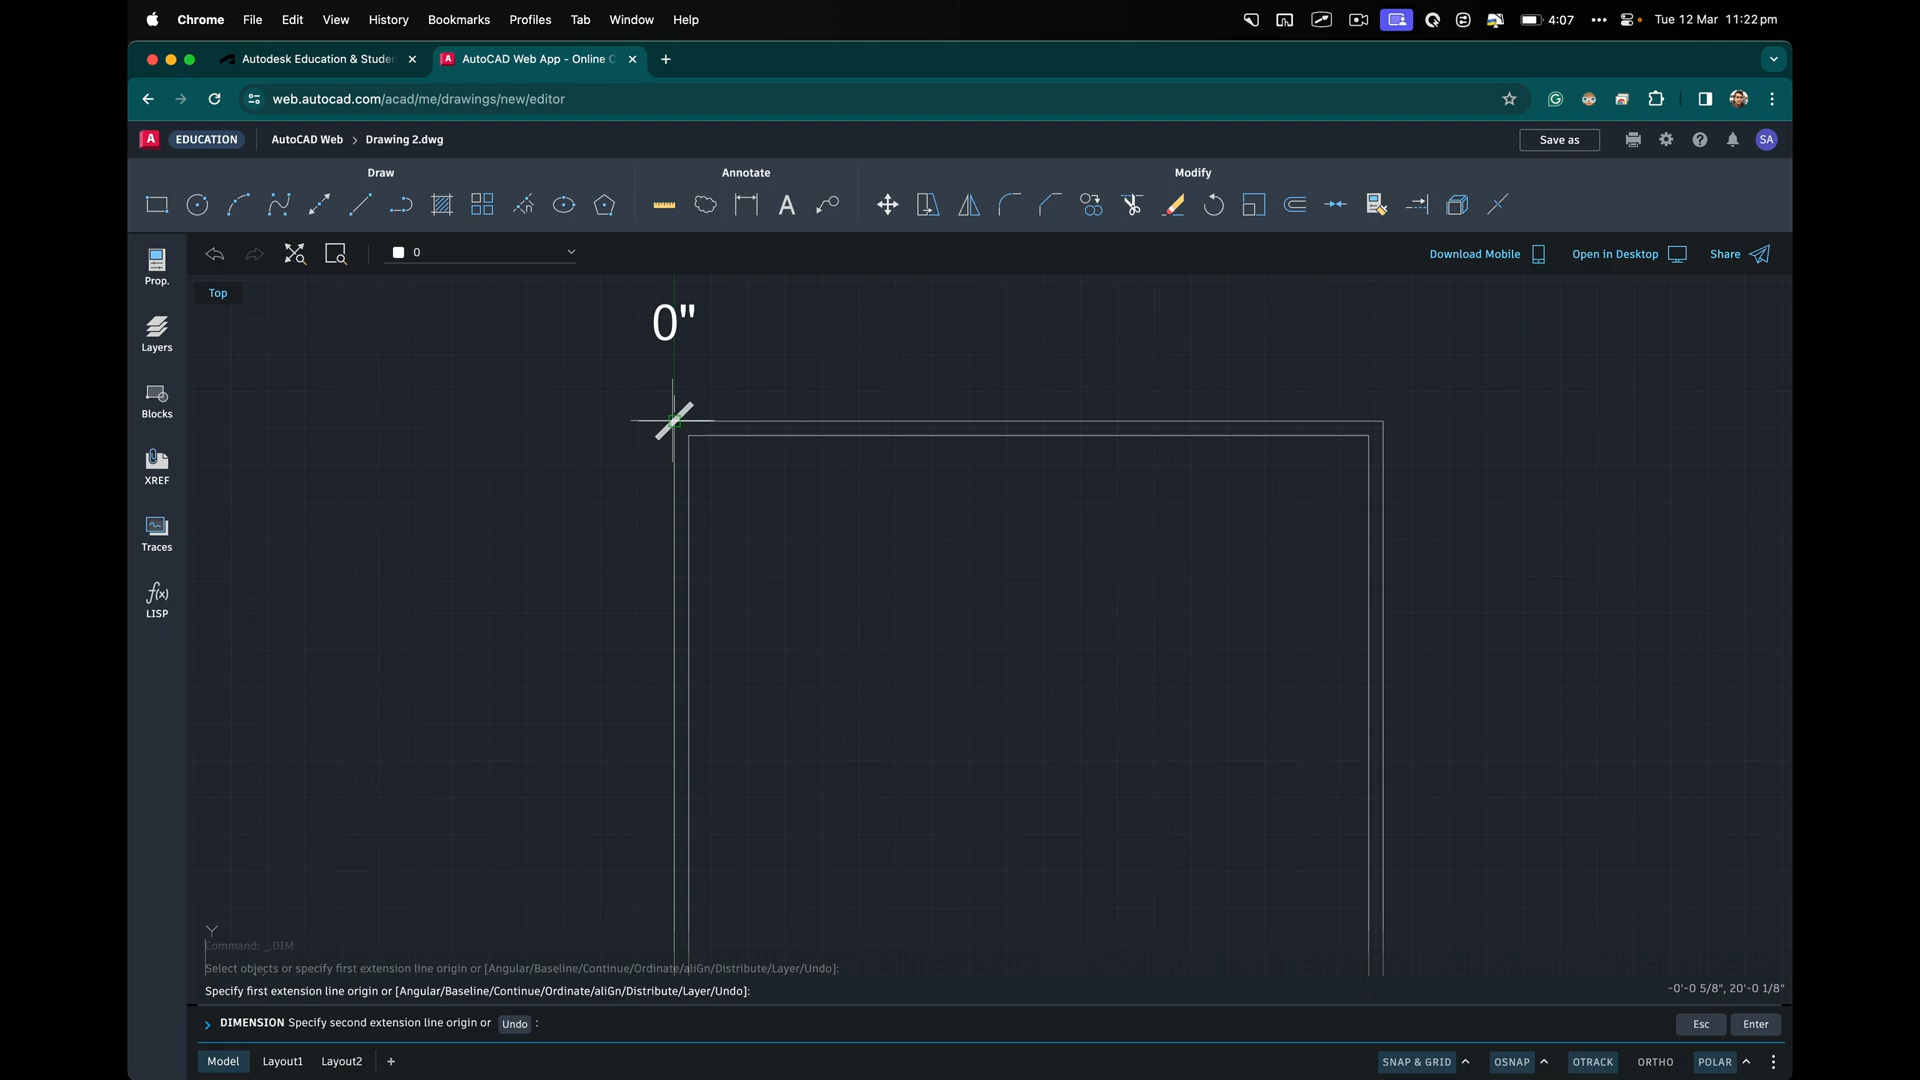 Chrome File Edit View History Bookmarks Profiles Tab Window Help 4:07 Tue 12 Mar 11:22 pm
Autodesk Education & Studen AutoCAD Web App - Online C
web.autocad.com/acad/me/drawings/new/editor
A EDUCATION AutoCAD Web > Drawing 2.dwg Save as SA
Draw Annotate Modify
0 Download Mobile Open in Desktop Share
Prop.
Top
0"
Layers
Blocks
XREF
Traces
LISP
Y
Command: _.DIM
Select objects or specify first extension line origin or [Angular/Baseline/Continue/Ordinate/aliGn/Distribute/Layer/Undo]:
Specify first extension line origin or [Angular/Baseline/Continue/Ordinate/aliGn/Distribute/Layer/Undo]:
-0'-0 5/8", 20'-0 1/8"
DIMENSION Specify second extension line origin or Undo : Esc Enter
Model Layout1 Layout2 + SNAP & GRID OSNAP OTRACK ORTHO POLAR